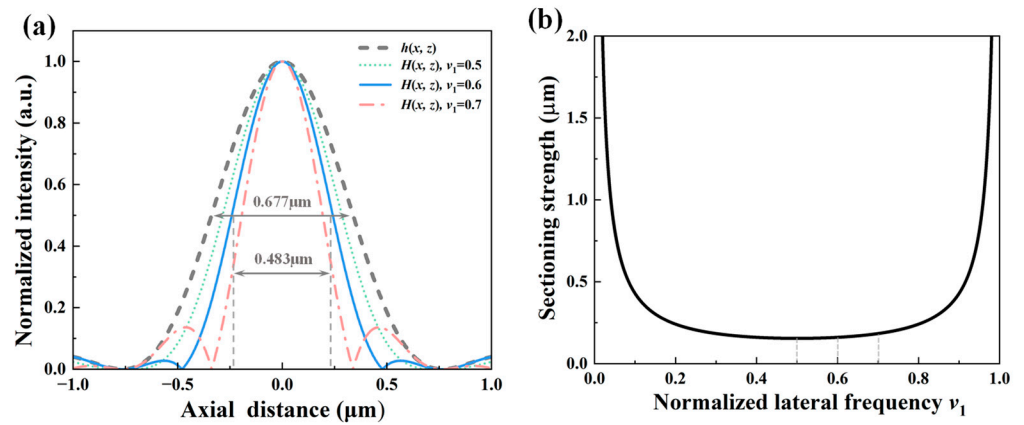 (a)
h(x, z)
H(x, z), v₁=0.5
H(x, z), v₁=0.6
H(x, z), v₁=0.7
Normalized intensity (a.u.)
1.0
0.8
0.6
0.4
0.2
0.0
0.677μm
0.483μm
−1.0 −0.5 0.0 0.5 1.0
Axial distance (μm)
(b)
Sectioning strength (μm)
2.0
1.5
1.0
0.5
0.0
0.0 0.2 0.4 0.6 0.8 1.0
Normalized lateral frequency v₁